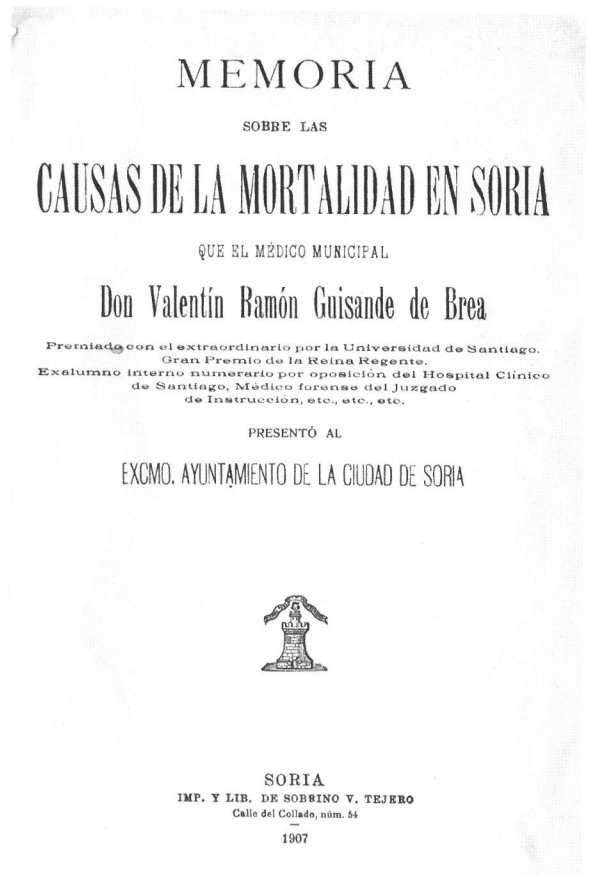 MEMORIA
SOBRE LAS
CAUSAS DE LA MORTALIDAD EN SORIA
QUE EL MÉDICO MUNICIPAL
Don Valentín Ramón Guisande de Brea
Premiado con el extraordinario por la Universidad de Santiago.
Gran Premio de la Reina Regente.
Exalumno interno numerario por oposición del Hospital Clínico
de Santiago, Médico forense del Juzgado
de Instrucción, etc., etc., etc.
PRESENTÓ AL
EXCMO. AYUNTAMIENTO DE LA CIUDAD DE SORIA
SORIA
IMP. Y LIB. DE SOBRINO V. TEJERO
Calle del Collado, núm. 54
1907